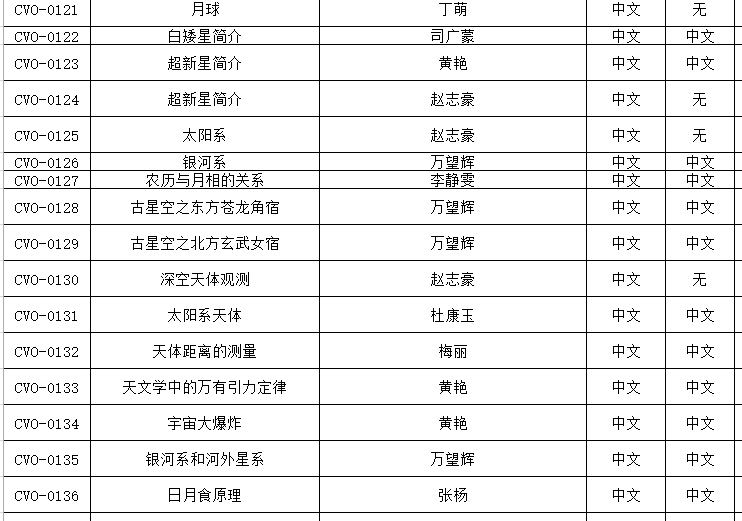 CVO-0121 月球 丁萌 中文 无
CVO-0122 白矮星简介 司广蒙 中文 中文
CVO-0123 超新星简介 黄艳 中文 中文
CVO-0124 超新星简介 赵志豪 中文 无
CVO-0125 太阳系 赵志豪 中文 无
CVO-0126 银河系 万望辉 中文 中文
CVO-0127 农历与月相的关系 李静雯 中文 中文
CVO-0128 古星空之东方苍龙角宿 万望辉 中文 中文
CVO-0129 古星空之北方玄武女宿 万望辉 中文 中文
CVO-0130 深空天体观测 赵志豪 中文 无
CVO-0131 太阳系天体 杜康玉 中文 中文
CVO-0132 天体距离的测量 梅丽 中文 中文
CVO-0133 天文学中的万有引力定律 黄艳 中文 中文
CVO-0134 宇宙大爆炸 黄艳 中文 中文
CVO-0135 银河系和河外星系 万望辉 中文 中文
CVO-0136 日月食原理 张杨 中文 中文